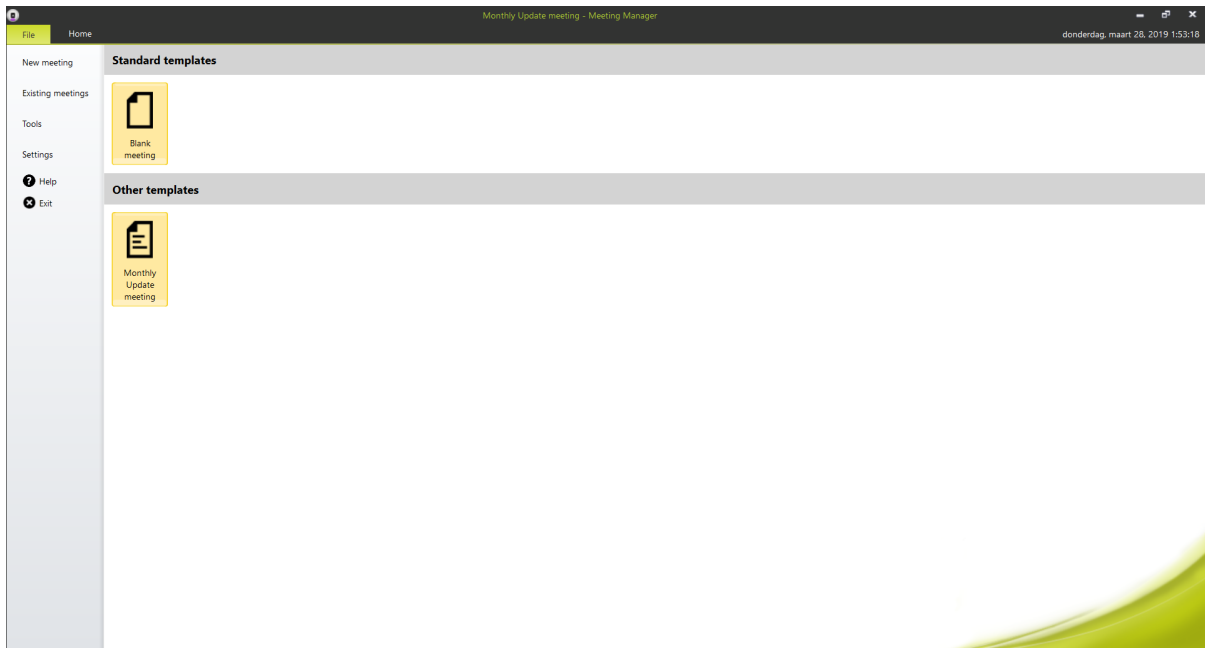 Monthly Update meeting - Meeting Manager
File
Home
donderdag, maart 28, 2019 1:53:18
New meeting
Existing meetings
Tools
Settings
Help
Exit
Standard templates
Blank
meeting
Other templates
Monthly
Update
meeting